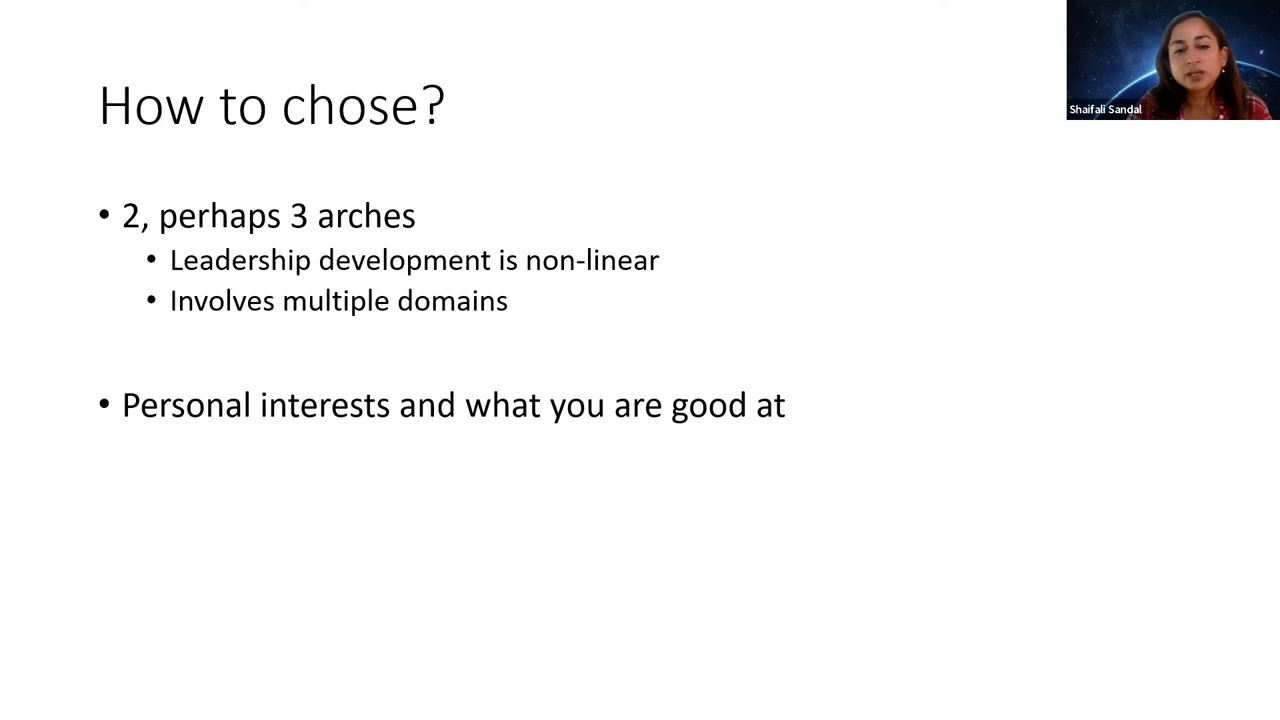 How to chose?
• 2, perhaps 3 arches
• Leadership development is non-linear
• Involves multiple domains
• Personal interests and what you are good at
Shaifali Sandal